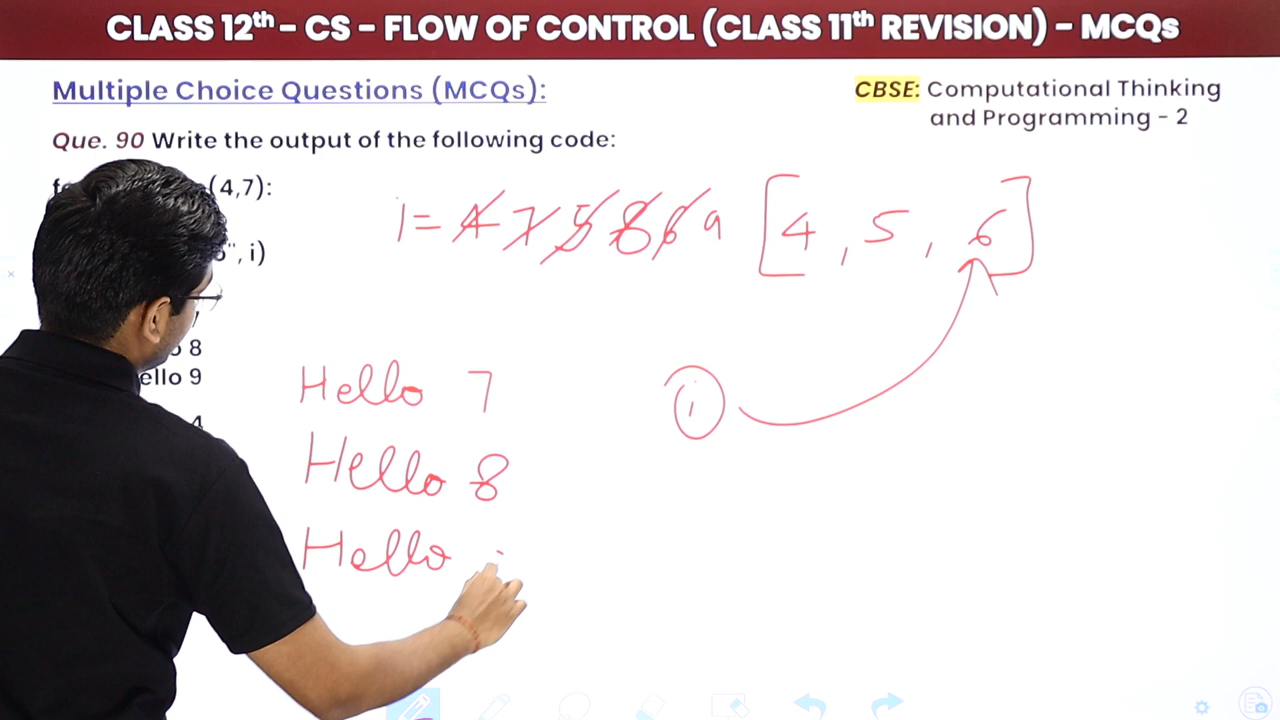 CLASS 12th - CS - FLOW OF CONTROL (CLASS 11th REVISION) - MCQs
Multiple Choice Questions (MCQs):
CBSE: Computational Thinking
and Programming - 2
Que. 90 Write the output of the following code:
(4,7):
i = 4 7 5 8 6 9 [4, 5, 6]
", i)
8
ello 9
4
Hello 7
i
Hello 8
Hello